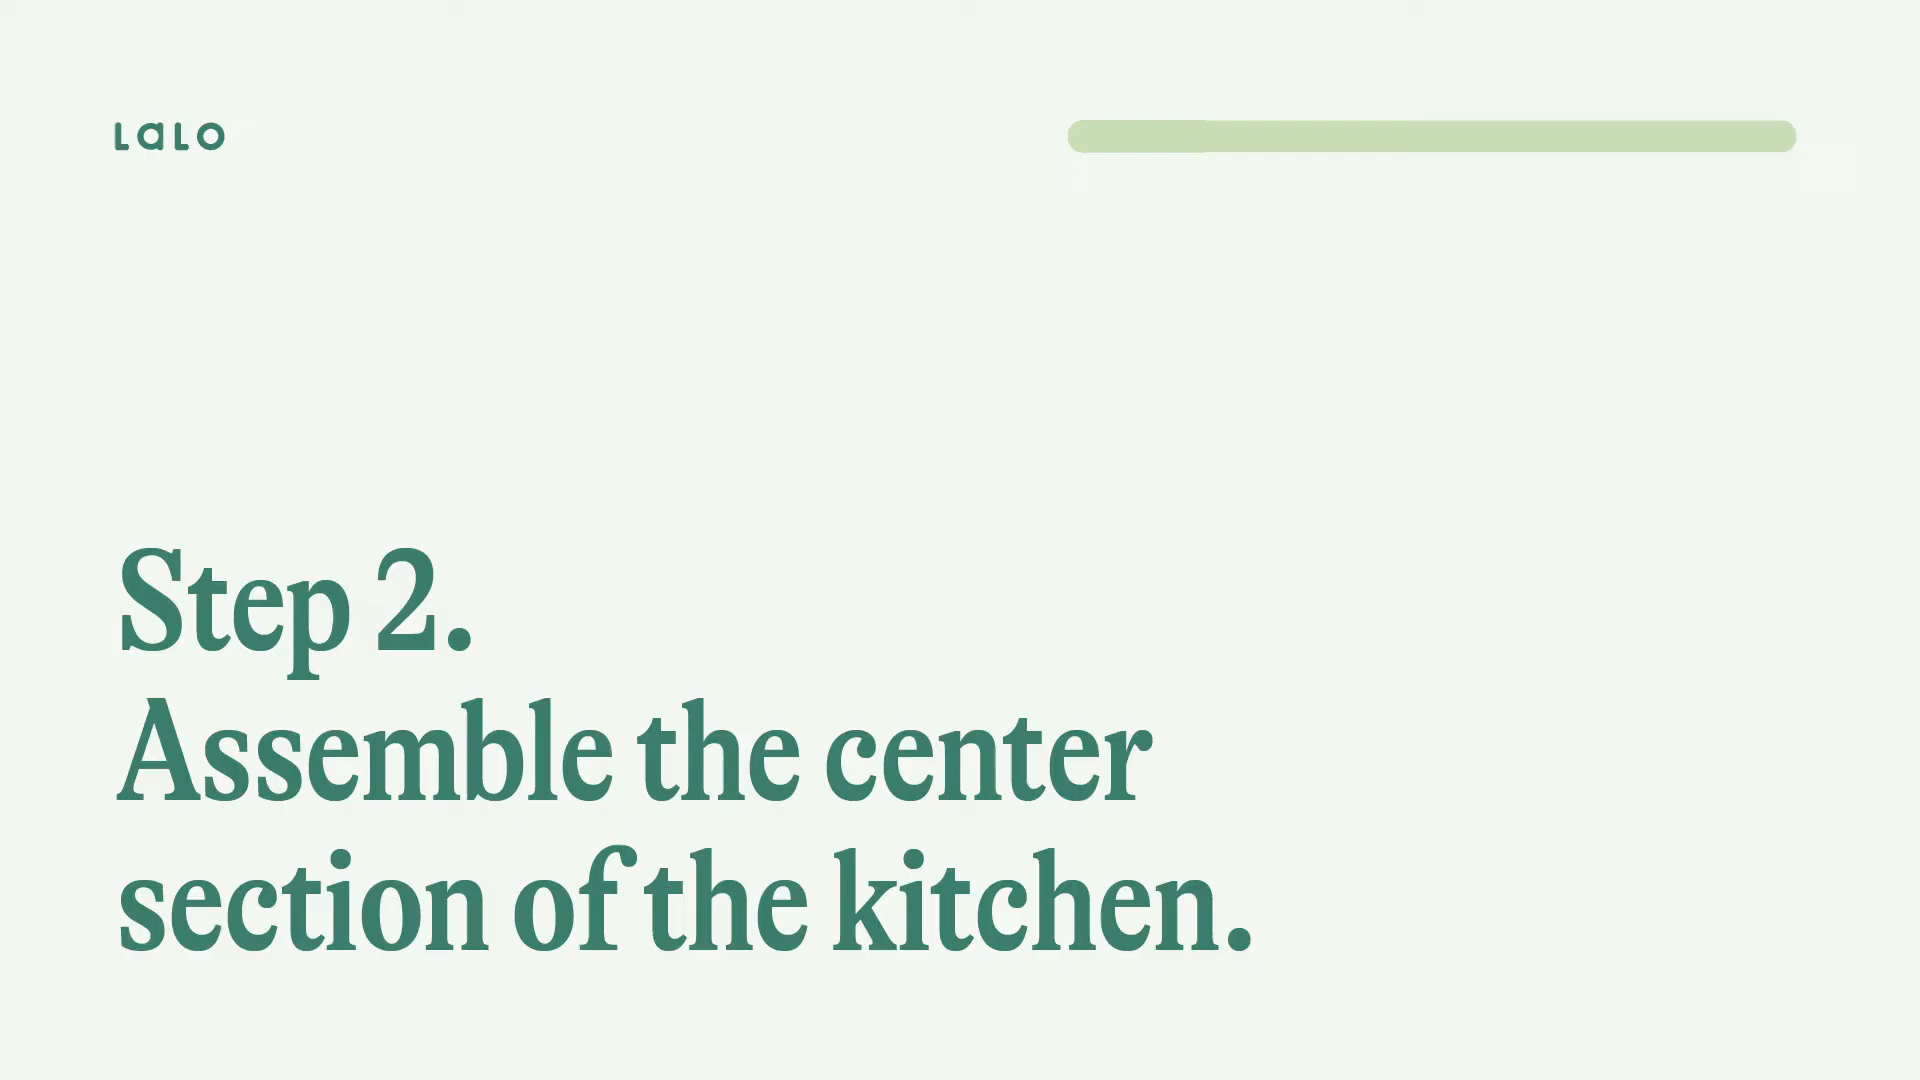 LaLO
Step 2.
Assemble the center
section of the kitchen.